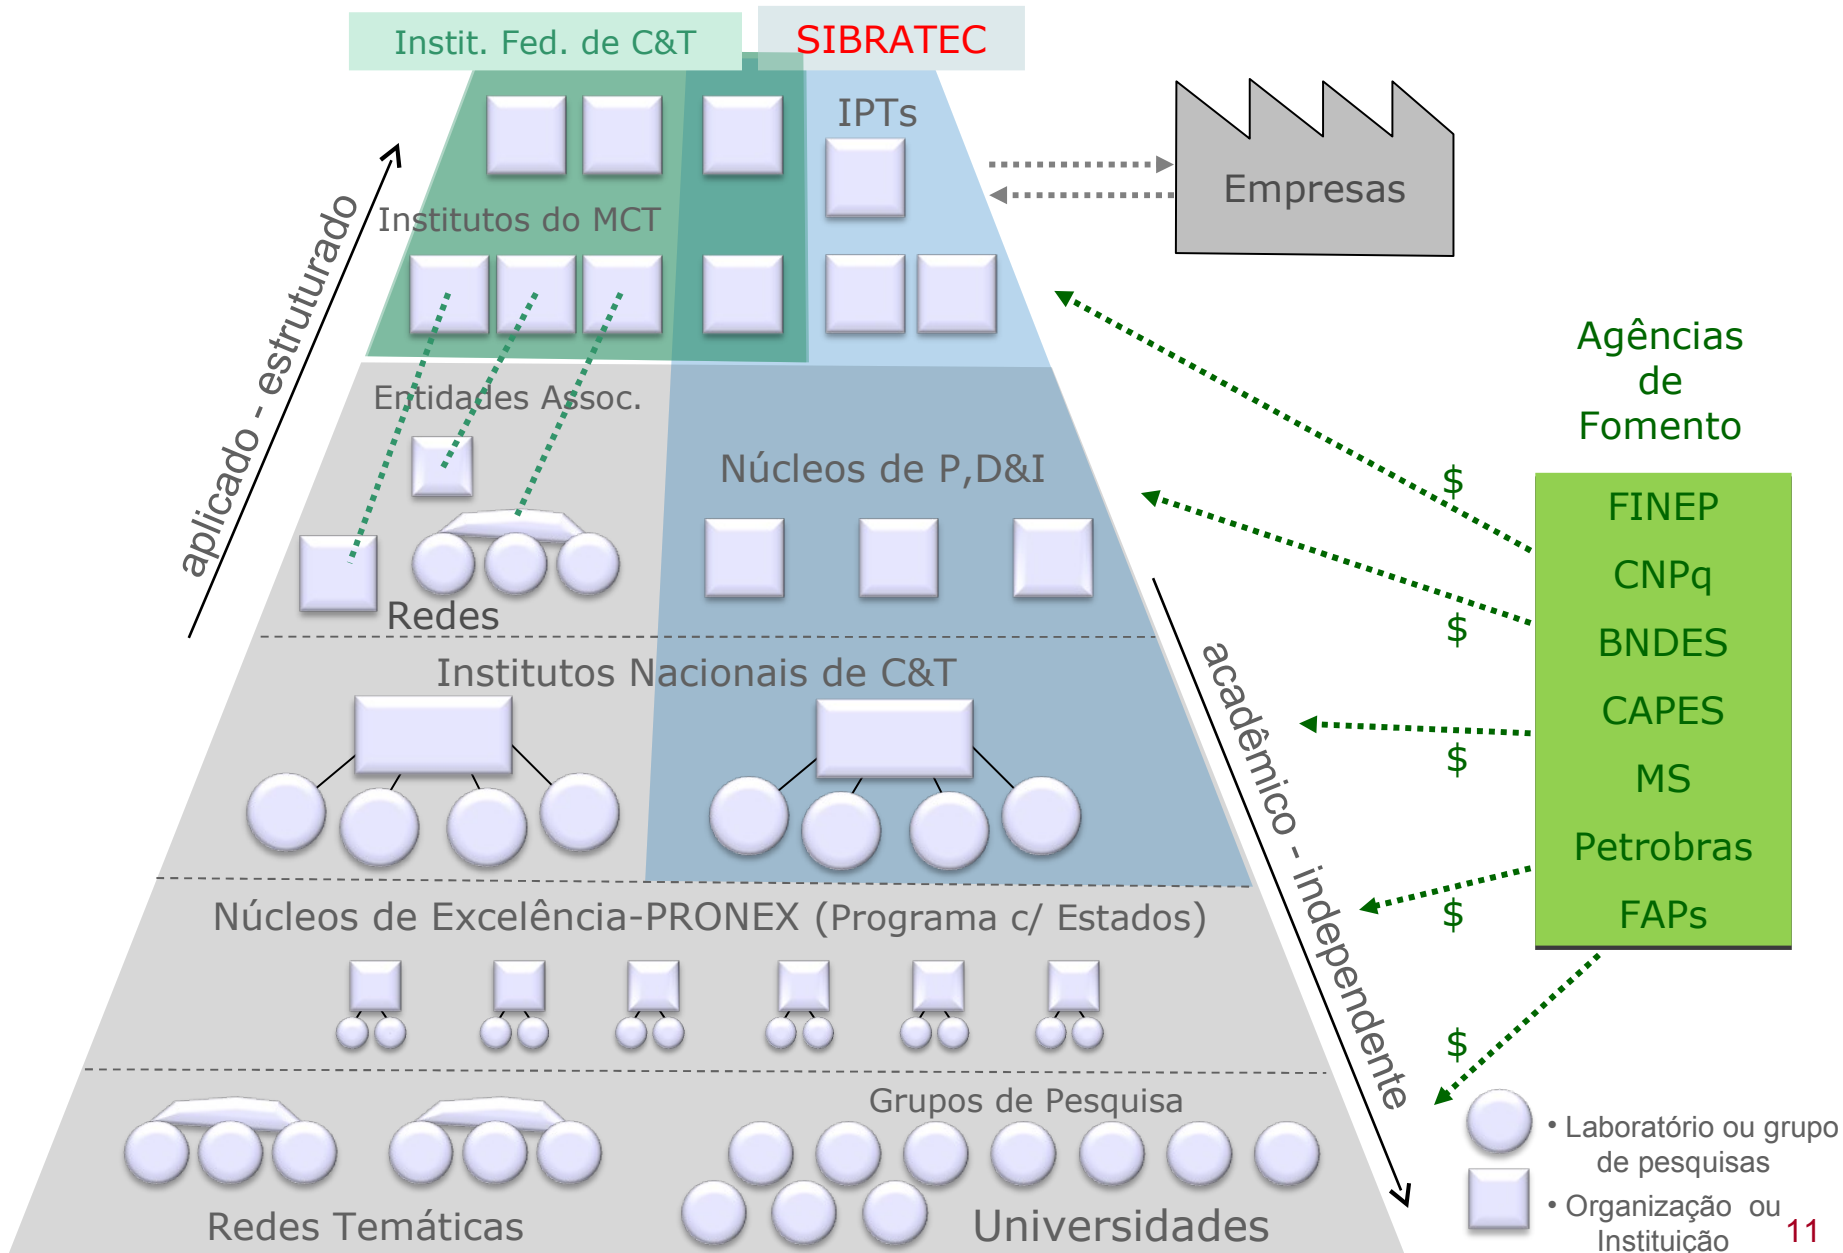 Instit. Fed. de C&T
SIBRATEC
IPTs
Empresas
Institutos do MCT
aplicado - estruturado
Entidades Assoc.
Núcleos de P,D&I
Redes
Institutos Nacionais de C&T
acadêmico - independente
Núcleos de Excelência-PRONEX (Programa c/ Estados)
Grupos de Pesquisa
Redes Temáticas
Universidades
Agências
de
Fomento
FINEP
CNPq
BNDES
CAPES
MS
Petrobras
FAPs
$
$
$
$
$
• Laboratório ou grupo
de pesquisas
• Organização ou
Instituição
11